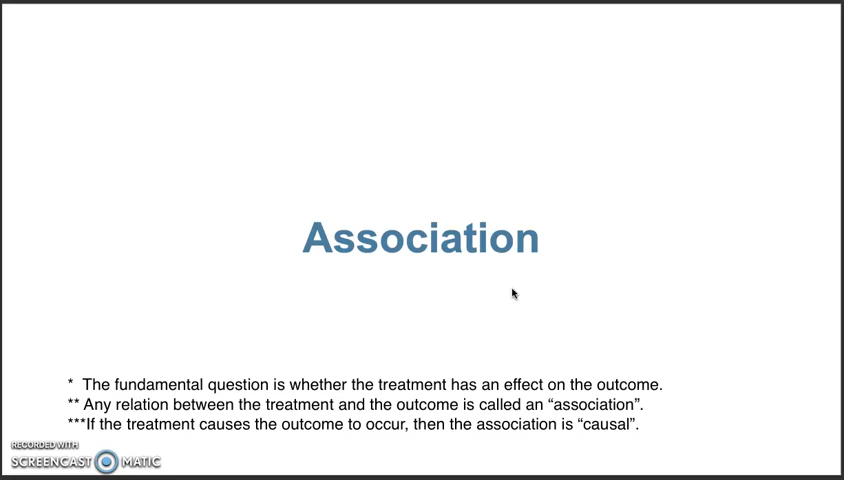 Association
* The fundamental question is whether the treatment has an effect on the outcome.
** Any relation between the treatment and the outcome is called an “association”.
***If the treatment causes the outcome to occur, then the association is “causal”.
RECORDED WITH
SCREENCAST MATIC